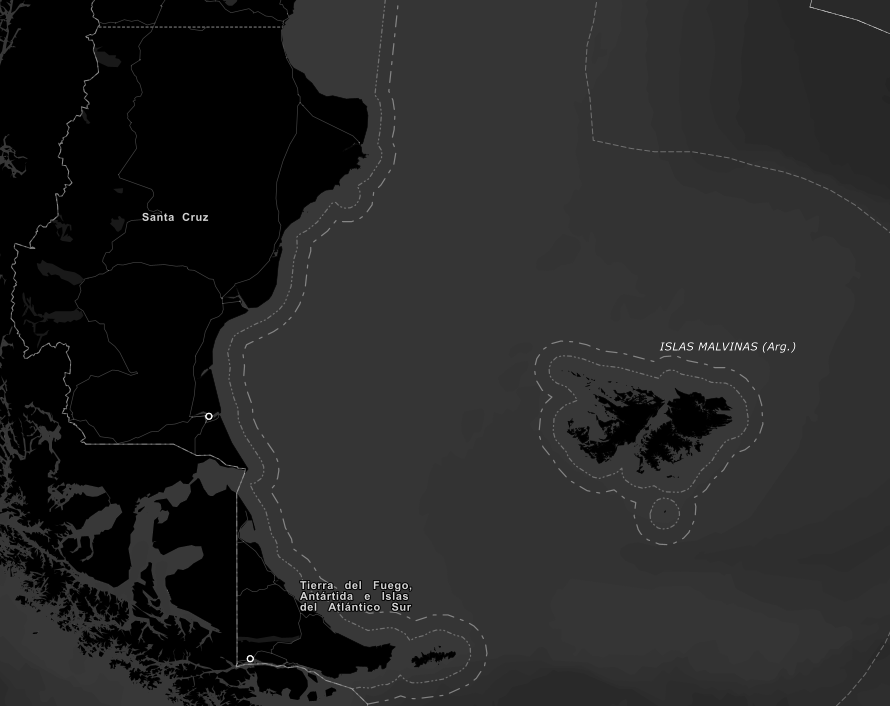 Santa Cruz
ISLAS MALVINAS (Arg.)
Tierra del Fuego,
Antártida e Islas
del Atlántico Sur